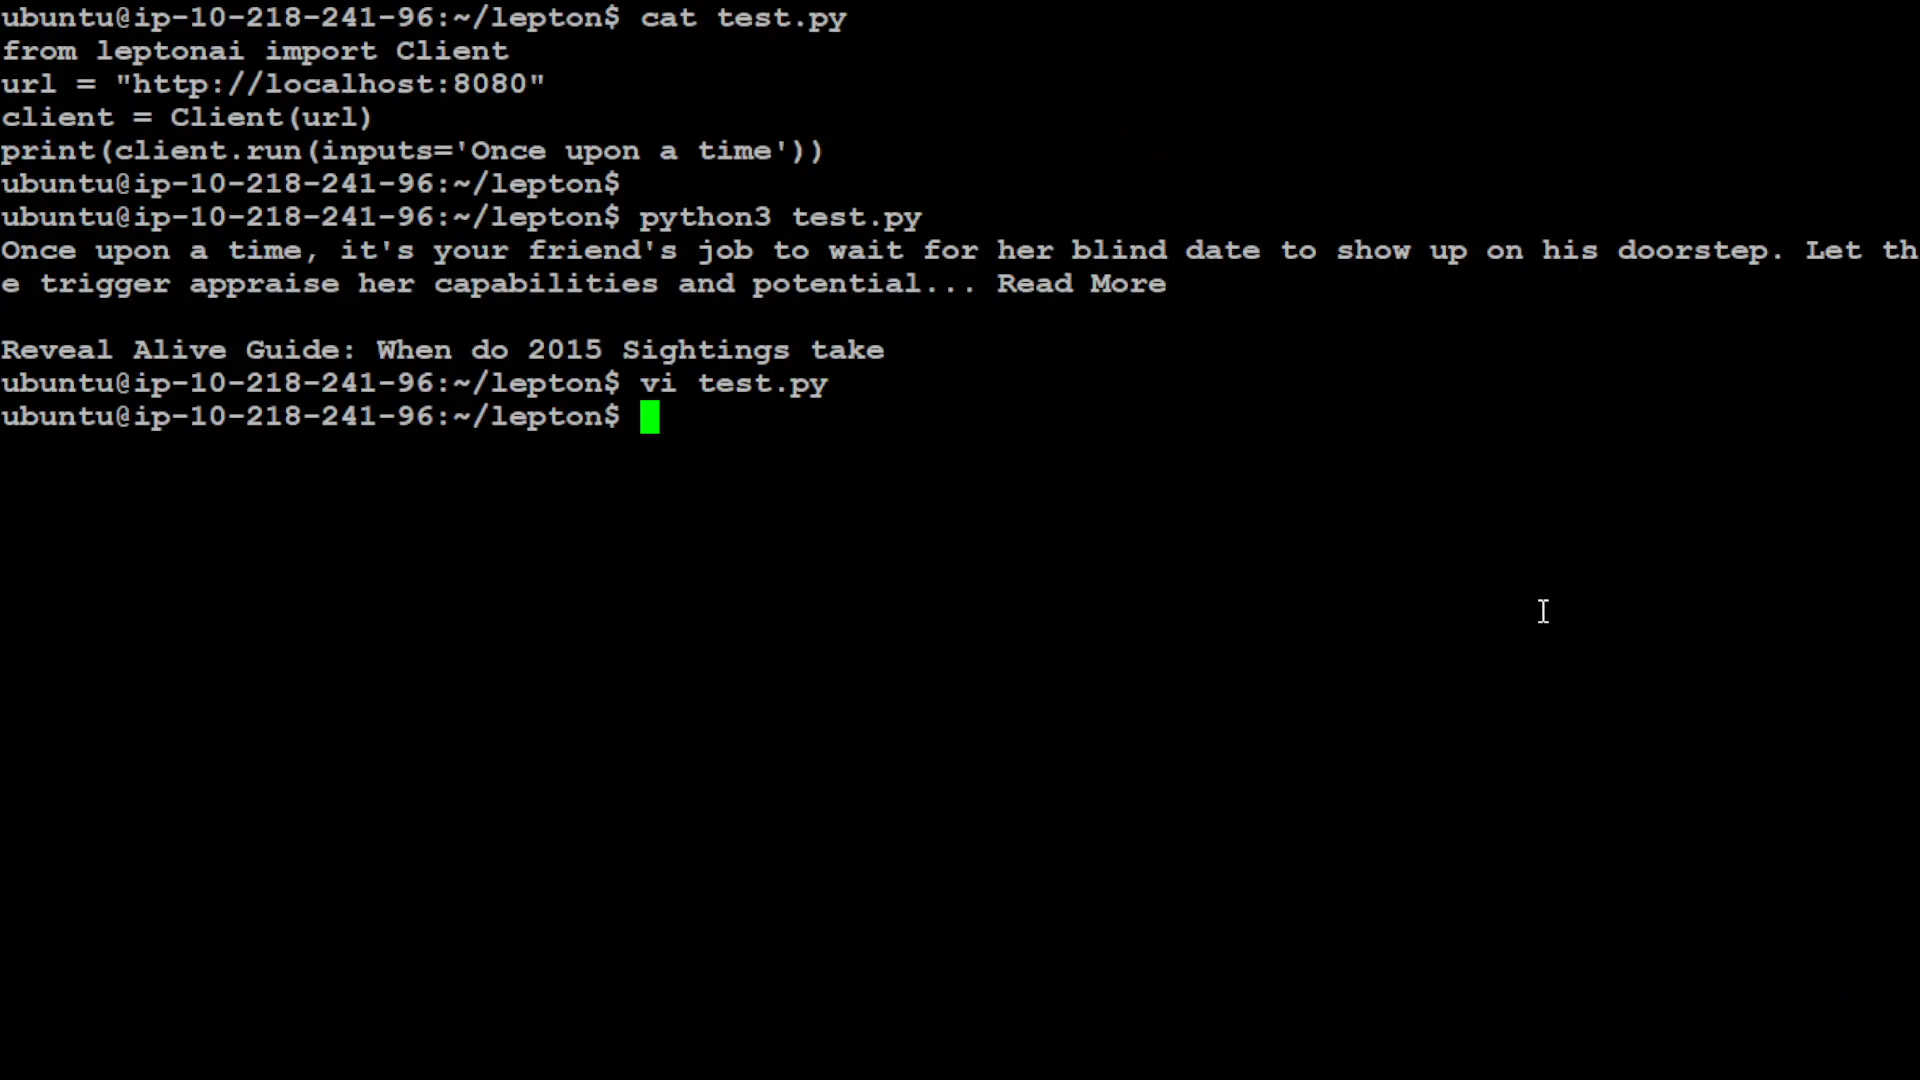 ubuntu@ip-10-218-241-96:~/lepton$ cat test.py
from leptonai import Client
url = "http://localhost:8080"
client = Client(url)
print(client.run(inputs='Once upon a time'))
ubuntu@ip-10-218-241-96:~/lepton$
ubuntu@ip-10-218-241-96:~/lepton$ python3 test.py
Once upon a time, it's your friend's job to wait for her blind date to show up on his doorstep. Let th
e trigger appraise her capabilities and potential... Read More
Reveal Alive Guide: When do 2015 Sightings take
ubuntu@ip-10-218-241-96:~/lepton$ vi test.py
ubuntu@ip-10-218-241-96:~/lepton$